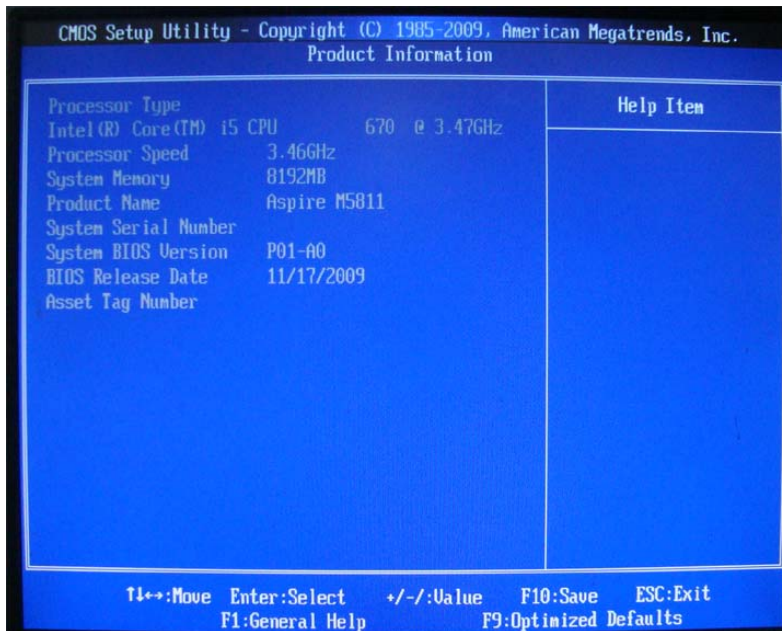 CMOS Setup Utility - Copyright (C) 1985-2009, American Megatrends, Inc.
Product Information
Processor Type
Intel(R) Core(TM) i5 CPU 670 @ 3.47GHz
Processor Speed 3.46GHz
System Memory 8192MB
Product Name Aspire M5811
System Serial Number
System BIOS Version P01-A0
BIOS Release Date 11/17/2009
Asset Tag Number
Help Item
↑↓↔:Move Enter:Select +/-/:Value F10:Save ESC:Exit
F1:General Help F9:Optimized Defaults